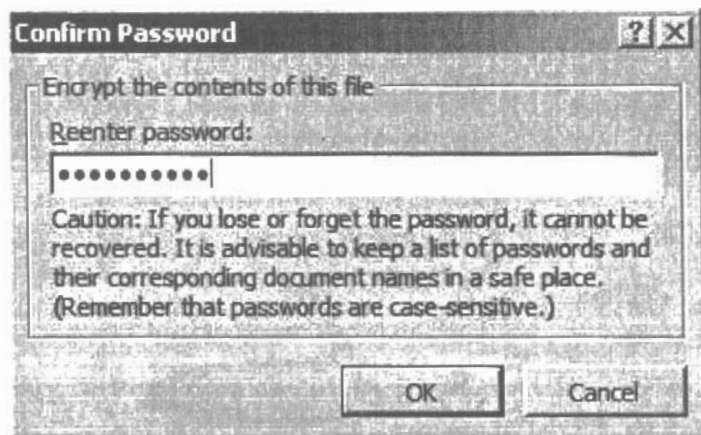 Confirm Password
Encrypt the contents of this file
Reenter password:
••••••••••
Caution: If you lose or forget the password, it cannot be
recovered. It is advisable to keep a list of passwords and
their corresponding document names in a safe place.
(Remember that passwords are case-sensitive.)
OK Cancel